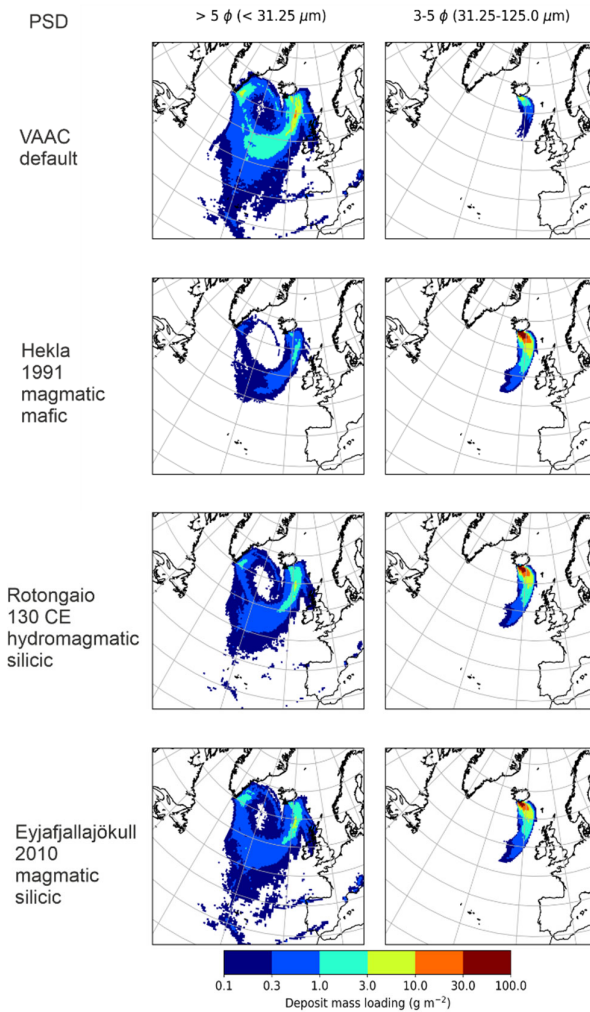 PSD
> 5 ϕ (< 31.25 μm)
3-5 ϕ (31.25-125.0 μm)
VAAC
default
Hekla
1991
magmatic
mafic
Rotongaio
130 CE
hydromagmatic
silicic
Eyjafjallajökull
2010
magmatic
silicic
0.1 0.3 1.0 3.0 10.0 30.0 100.0
Deposit mass loading (g m⁻²)